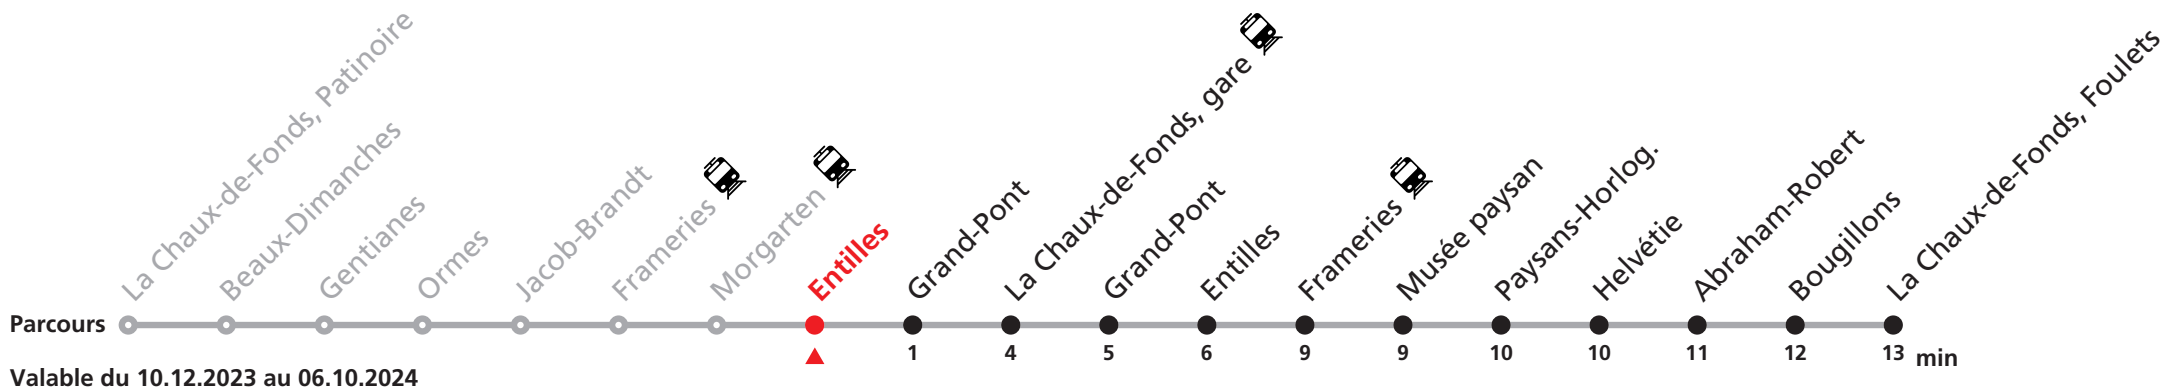 La Chaux-de-Fonds, Patinoire
Beaux-Dimanches
Gentianes
Ormes
Jacob-Brandt
Frameries
Morgarten
Entilles
Grand-Pont
La Chaux-de-Fonds, gare
Grand-Pont
Entilles
Frameries
Musée paysan
Paysans-Horlog.
Helvétie
Abraham-Robert
Bougillons
La Chaux-de-Fonds, Foulets
Parcours
1 4 5 6 9 9 10 10 11 12 13 min
Valable du 10.12.2023 au 06.10.2024